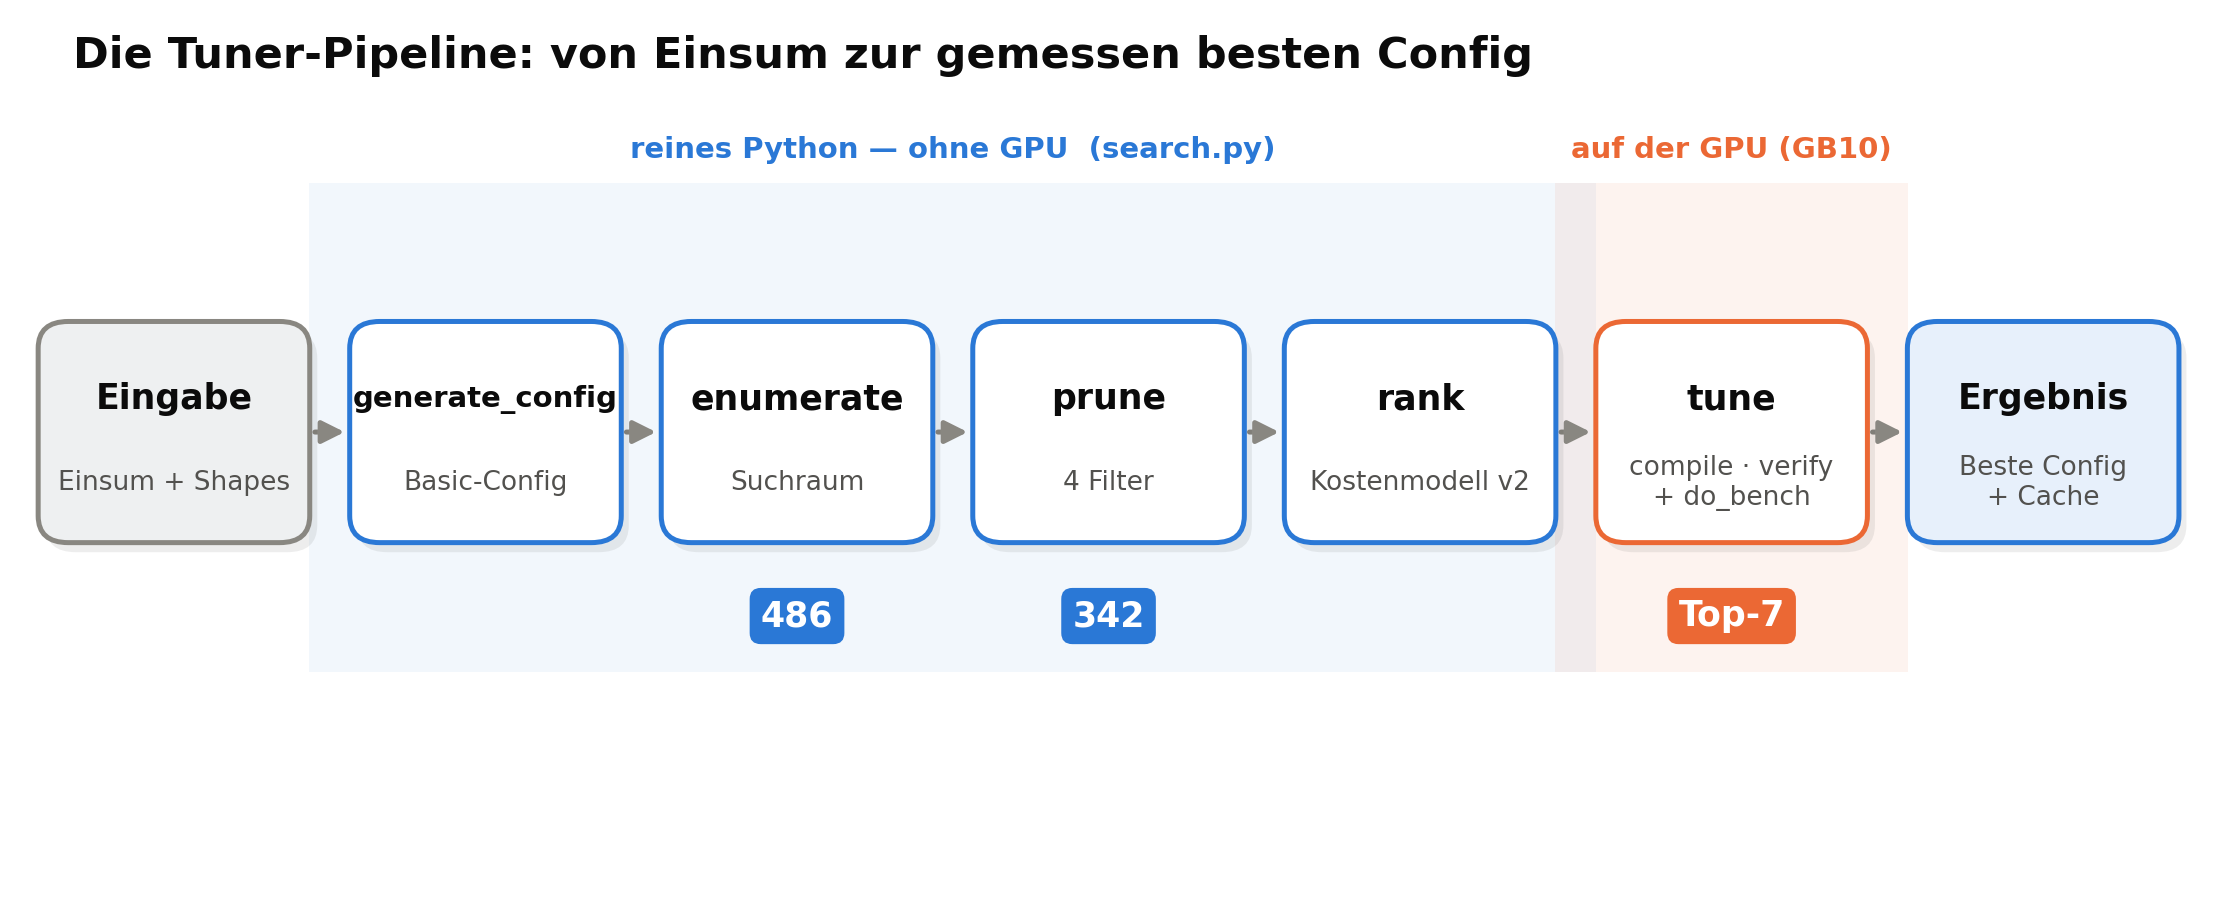 Die Tuner-Pipeline: von Einsum zur gemessen besten Config
reines Python — ohne GPU (search.py)
auf der GPU (GB10)
Eingabe
Einsum + Shapes
generate_config
Basic-Config
enumerate
Suchraum
486
prune
4 Filter
342
rank
Kostenmodell v2
tune
compile · verify
+ do_bench
Top-7
Ergebnis
Beste Config
+ Cache